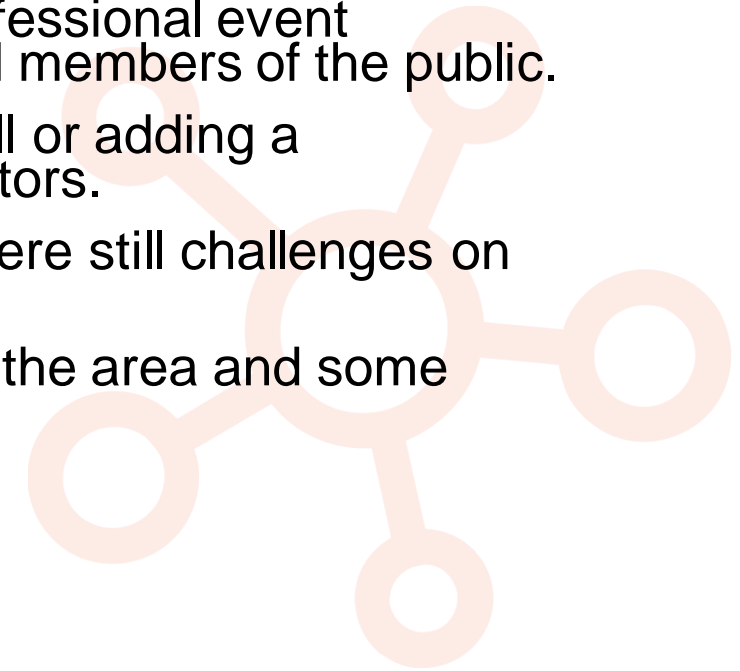 fessional event
members of the public.
ll or adding a
tors.
ere still challenges on
the area and some